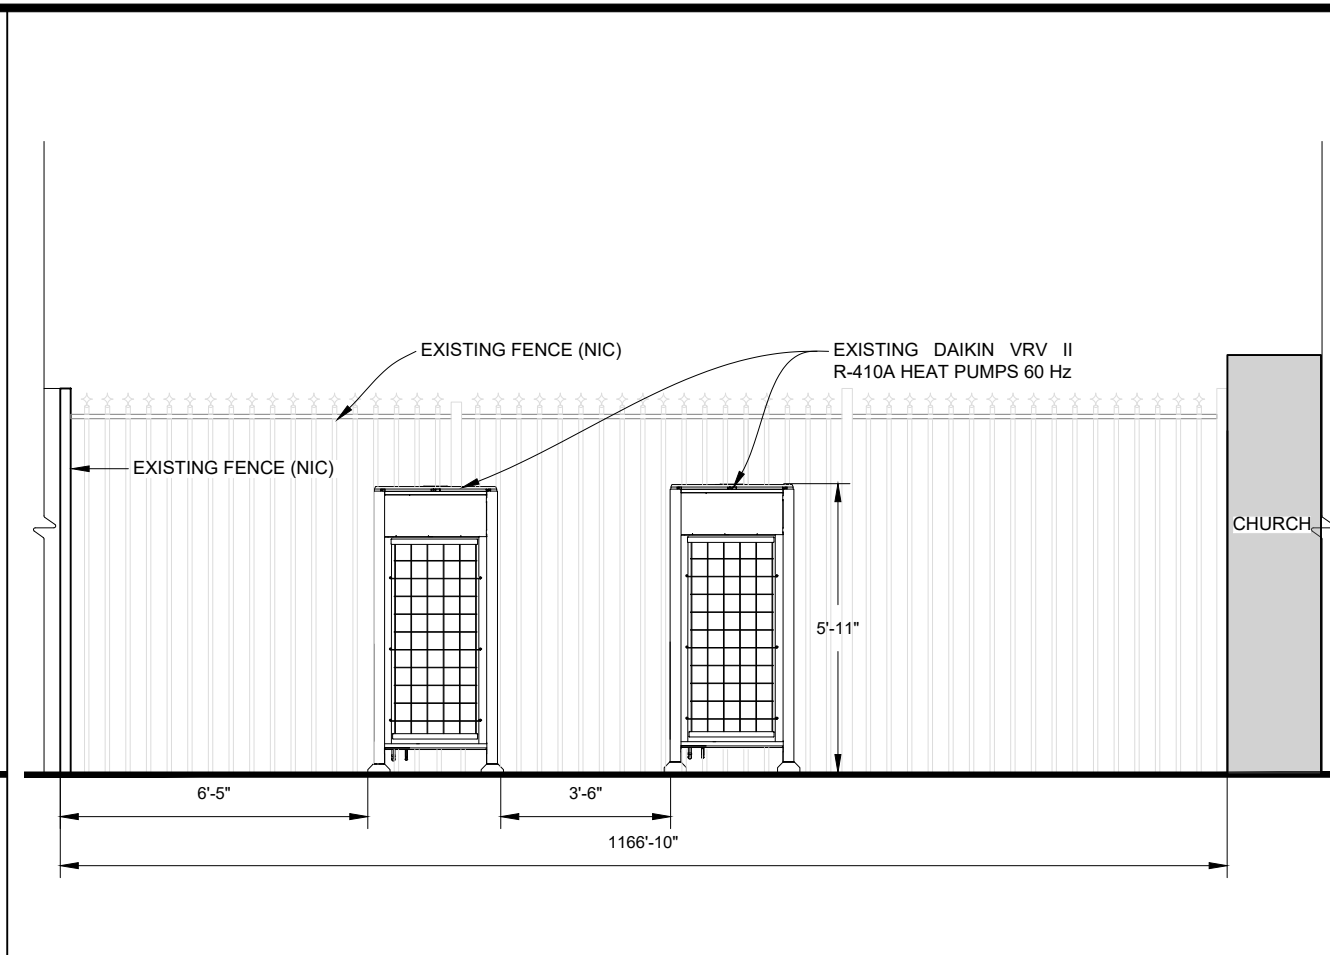 EXISTING FENCE (NIC)
EXISTING DAIKIN VRV II
R-410A HEAT PUMPS 60 Hz
EXISTING FENCE (NIC)
CHURCH
5'-11"
6'-5"
3'-6"
1166'-10"